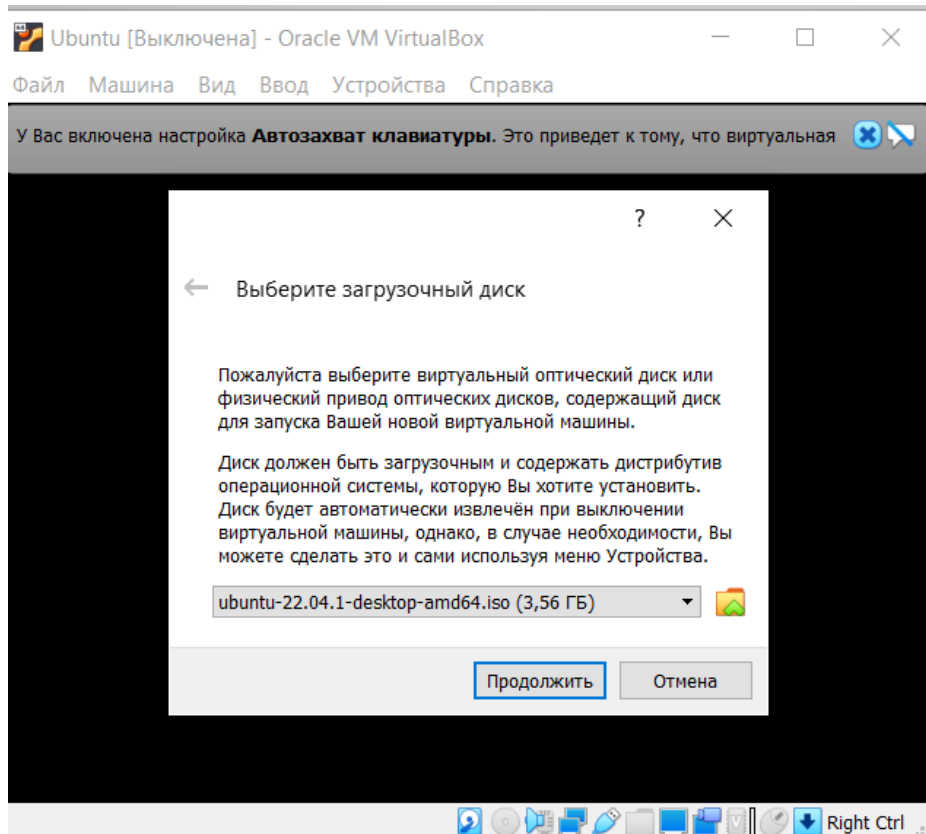 Ubuntu [Выключена] - Oracle VM VirtualBox
Файл Машина Вид Ввод Устройства Справка
У Вас включена настройка Автозахват клавиатуры. Это приведет к тому, что виртуальная
?
Выберите загрузочный диск
Пожалуйста выберите виртуальный оптический диск или
физический привод оптических дисков, содержащий диск
для запуска Вашей новой виртуальной машины.
Диск должен быть загрузочным и содержать дистрибутив
операционной системы, которую Вы хотите установить.
Диск будет автоматически извлечён при выключении
виртуальной машины, однако, в случае необходимости, Вы
можете сделать это и сами используя меню Устройства.
ubuntu-22.04.1-desktop-amd64.iso (3,56 ГБ)
Продолжить Отмена
Right Ctrl